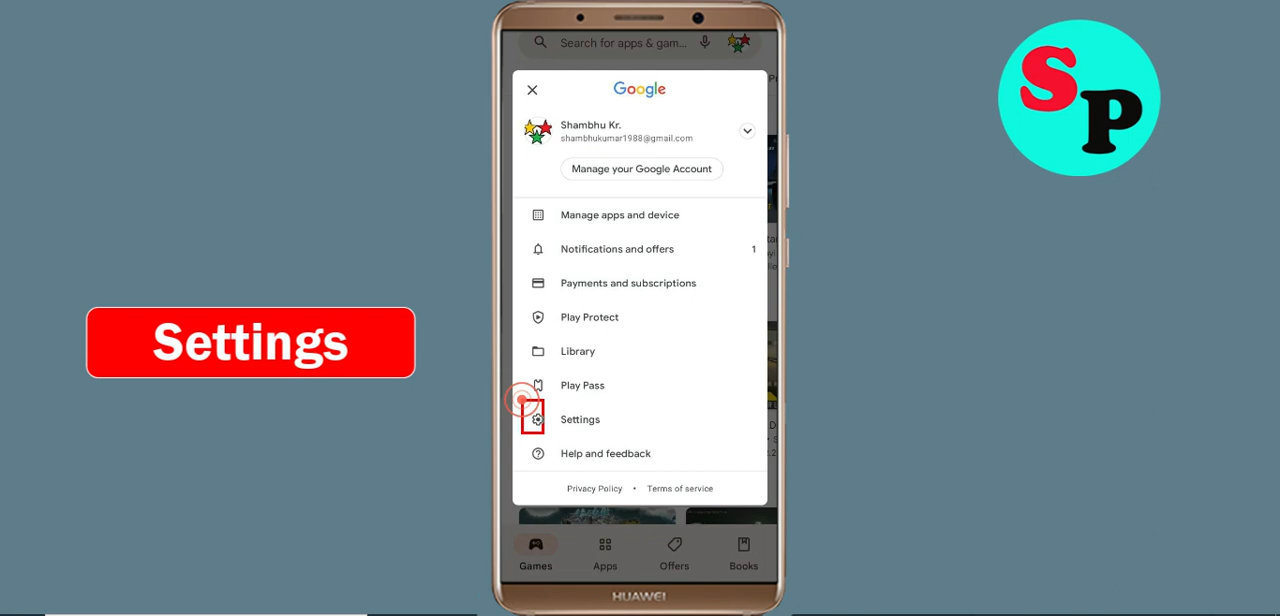 Search for apps & gam...
Google
Shambhu Kr.
shambhukumar1988@gmail.com
Manage your Google Account
Manage apps and device
Notifications and offers 1
Payments and subscriptions
Play Protect
Library
Play Pass
Settings
Help and feedback
Privacy Policy • Terms of service
Games Apps Offers Books
HUAWEI
Settings
SP